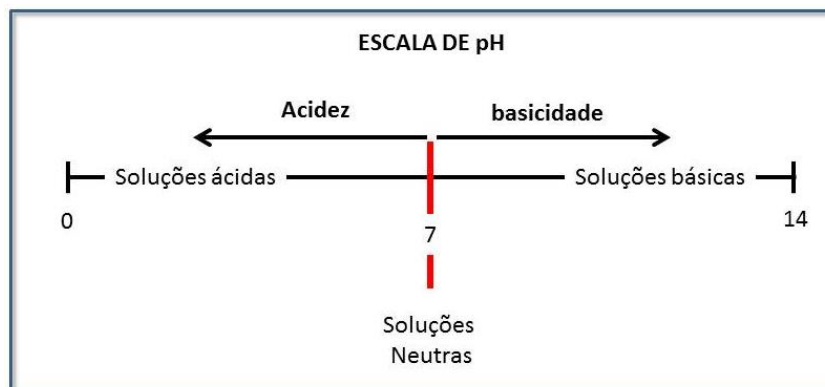 ESCALA DE pH
Acidez basicidade
Soluções ácidas Soluções básicas
0 7 14
Soluções
Neutras